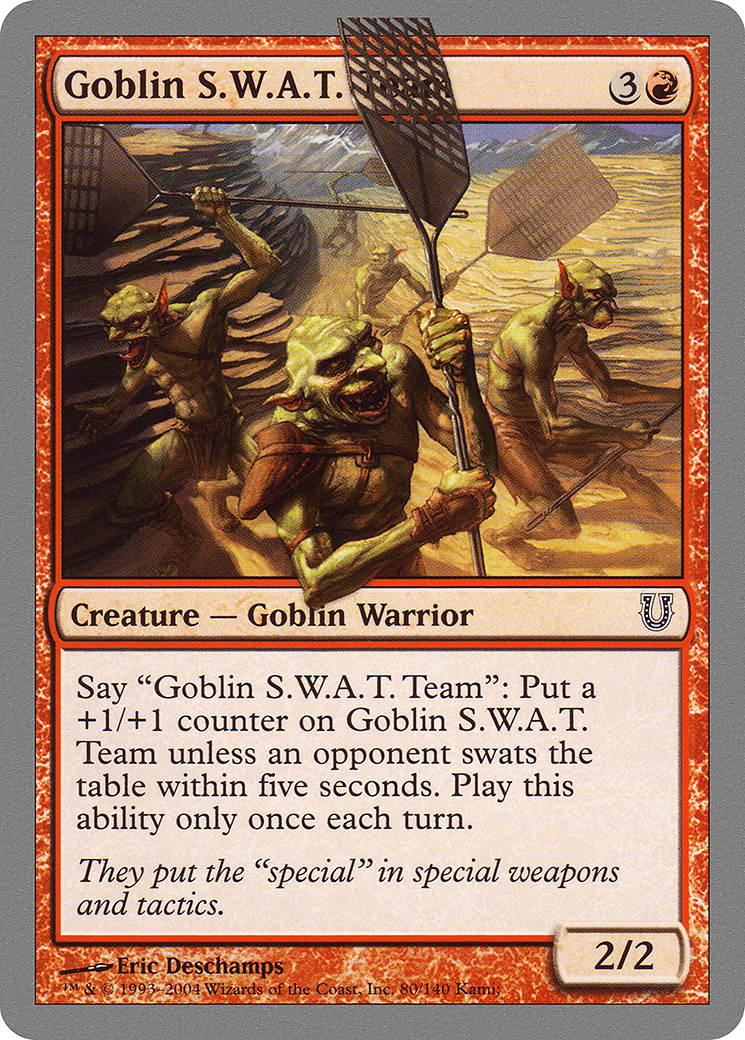 Goblin S.W.A.T. Team 3
Creature — Goblin Warrior
Say “Goblin S.W.A.T. Team”: Put a
+1/+1 counter on Goblin S.W.A.T.
Team unless an opponent swats the
table within five seconds. Play this
ability only once each turn.
They put the “special” in special weapons
and tactics.
2/2
Eric Deschamps
™ & © 1993–2004 Wizards of the Coast, Inc. 80/140 Kami;